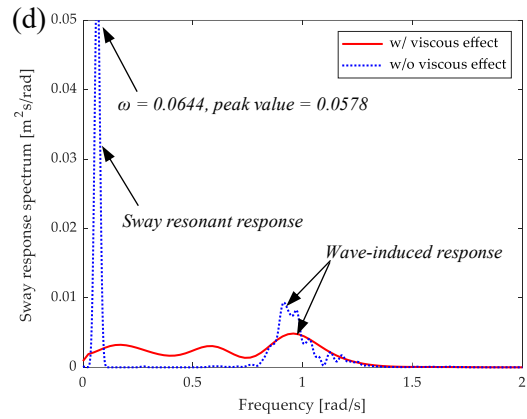 (d)
0.05
0.04
0.03
0.02
0.01
0
Sway response spectrum [m²s/rad]
w/ viscous effect
w/o viscous effect
ω = 0.0644, peak value = 0.0578
Sway resonant response
Wave-induced response
0 0.5 1 1.5 2
Frequency [rad/s]